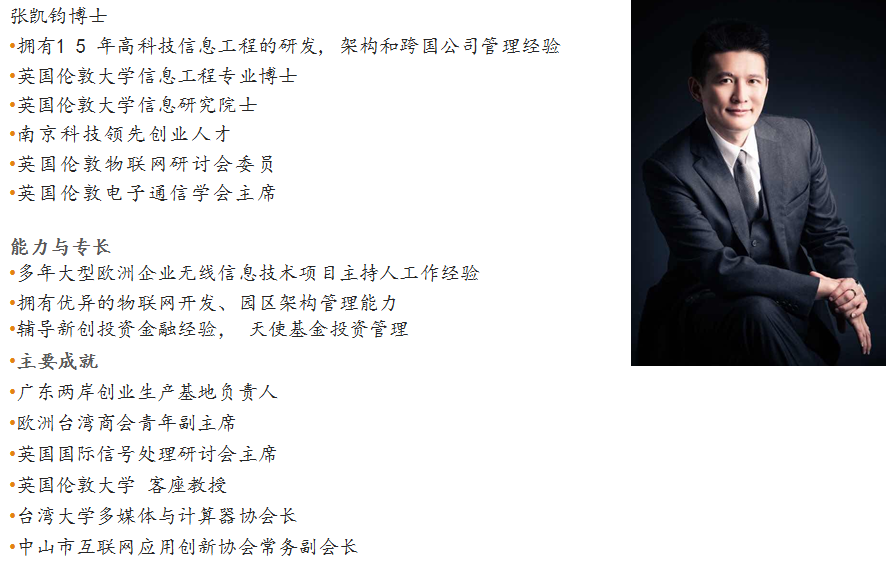 张凯钧博士
•拥有15 年高科技信息工程的研发, 架构和跨国公司管理经验
•英国伦敦大学信息工程专业博士
•英国伦敦大学信息研究院士
•南京科技领先创业人才
•英国伦敦物联网研讨会委员
•英国伦敦电子通信学会主席
能力与专长
•多年大型欧洲企业无线信息技术项目主持人工作经验
•拥有优异的物联网开发、园区架构管理能力
•辅导新创投资金融经验, 天使基金投资管理
•主要成就
•广东两岸创业生产基地负责人
•欧洲台湾商会青年副主席
•英国国际信号处理研讨会主席
•英国伦敦大学 客座教授
•台湾大学多媒体与计算器协会长
•中山市互联网应用创新协会常务副会长